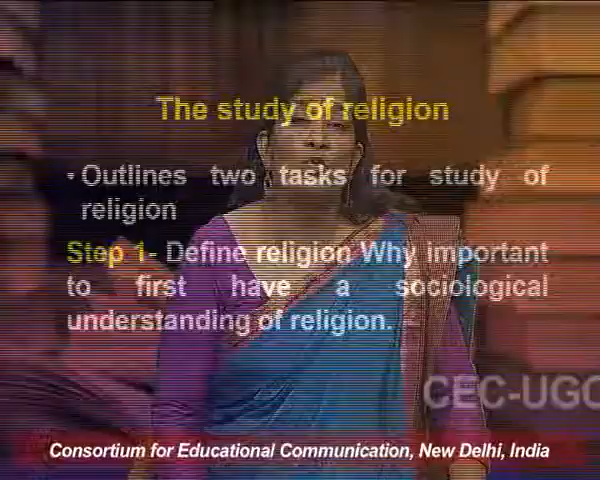 The study of religion
• Outlines two tasks for study of
religion
Step 1- Define religion Why important
to first have a sociological
understanding of religion.
CEC-UGC
Consortium for Educational Communication, New Delhi, India